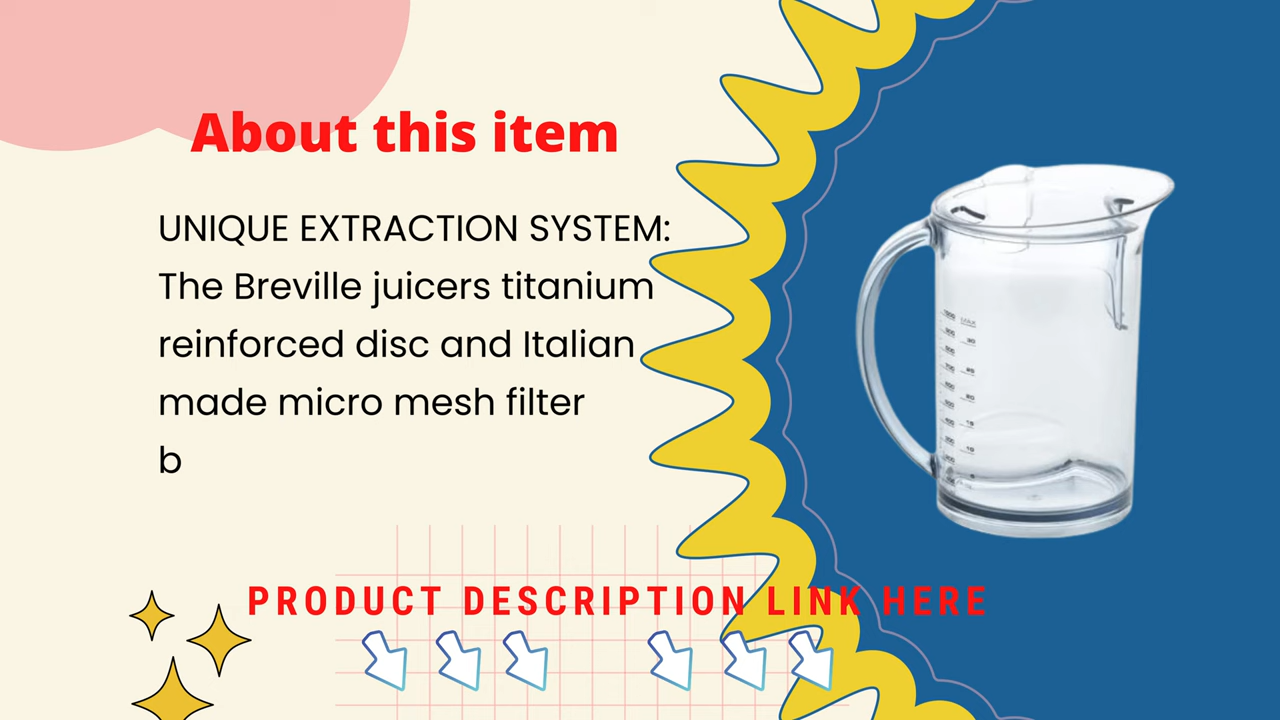 About this item
UNIQUE EXTRACTION SYSTEM:
The Breville juicers titanium
reinforced disc and Italian
made micro mesh filter
b
PRODUCT DESCRIPTION LINK HERE